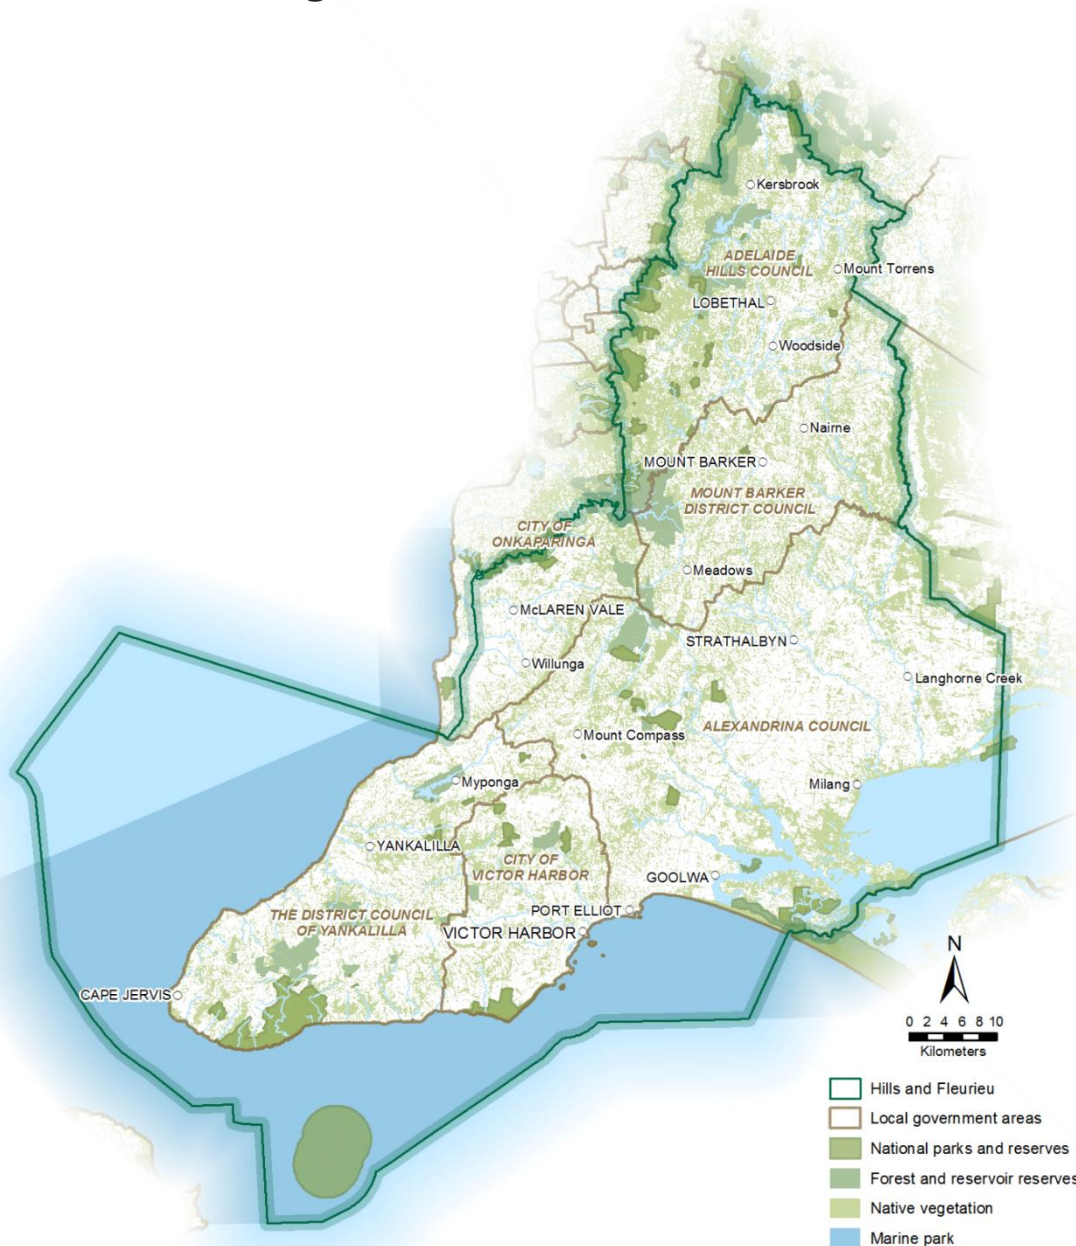 Kersbrook
ADELAIDE
HILLS COUNCIL
Mount Torrens
LOBETHAL
Woodside
Nairne
MOUNT BARKER
MOUNT BARKER
DISTRICT COUNCIL
CITY OF
ONKAPARINGA
Meadows
McLAREN VALE
STRATHALBYN
Willunga
Langhorne Creek
ALEXANDRINA COUNCIL
Mount Compass
Myponga
Milang
YANKALILLA
CITY OF
VICTOR HARBOR
GOOLWA
THE DISTRICT COUNCIL
OF YANKALILLA
PORT ELLIOT
VICTOR HARBOR
CAPE JERVIS
N
0 2 4 6 8 10
Kilometers
Hills and Fleurieu
Local government areas
National parks and reserves
Forest and reservoir reserves
Native vegetation
Marine park